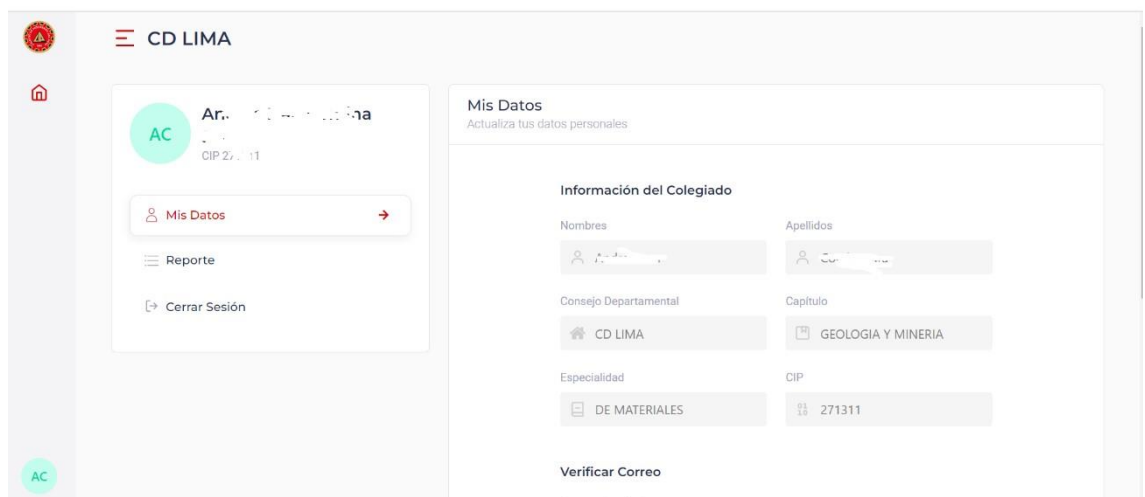 CD LIMA
AC
CIP
Mis Datos
Reporte
Cerrar Sesión
AC
Mis Datos
Actualiza tus datos personales
Información del Colegiado
Nombres
Apellidos
Consejo Departamental
Capítulo
CD LIMA
GEOLOGIA Y MINERIA
Especialidad
CIP
DE MATERIALES
271311
Verificar Correo